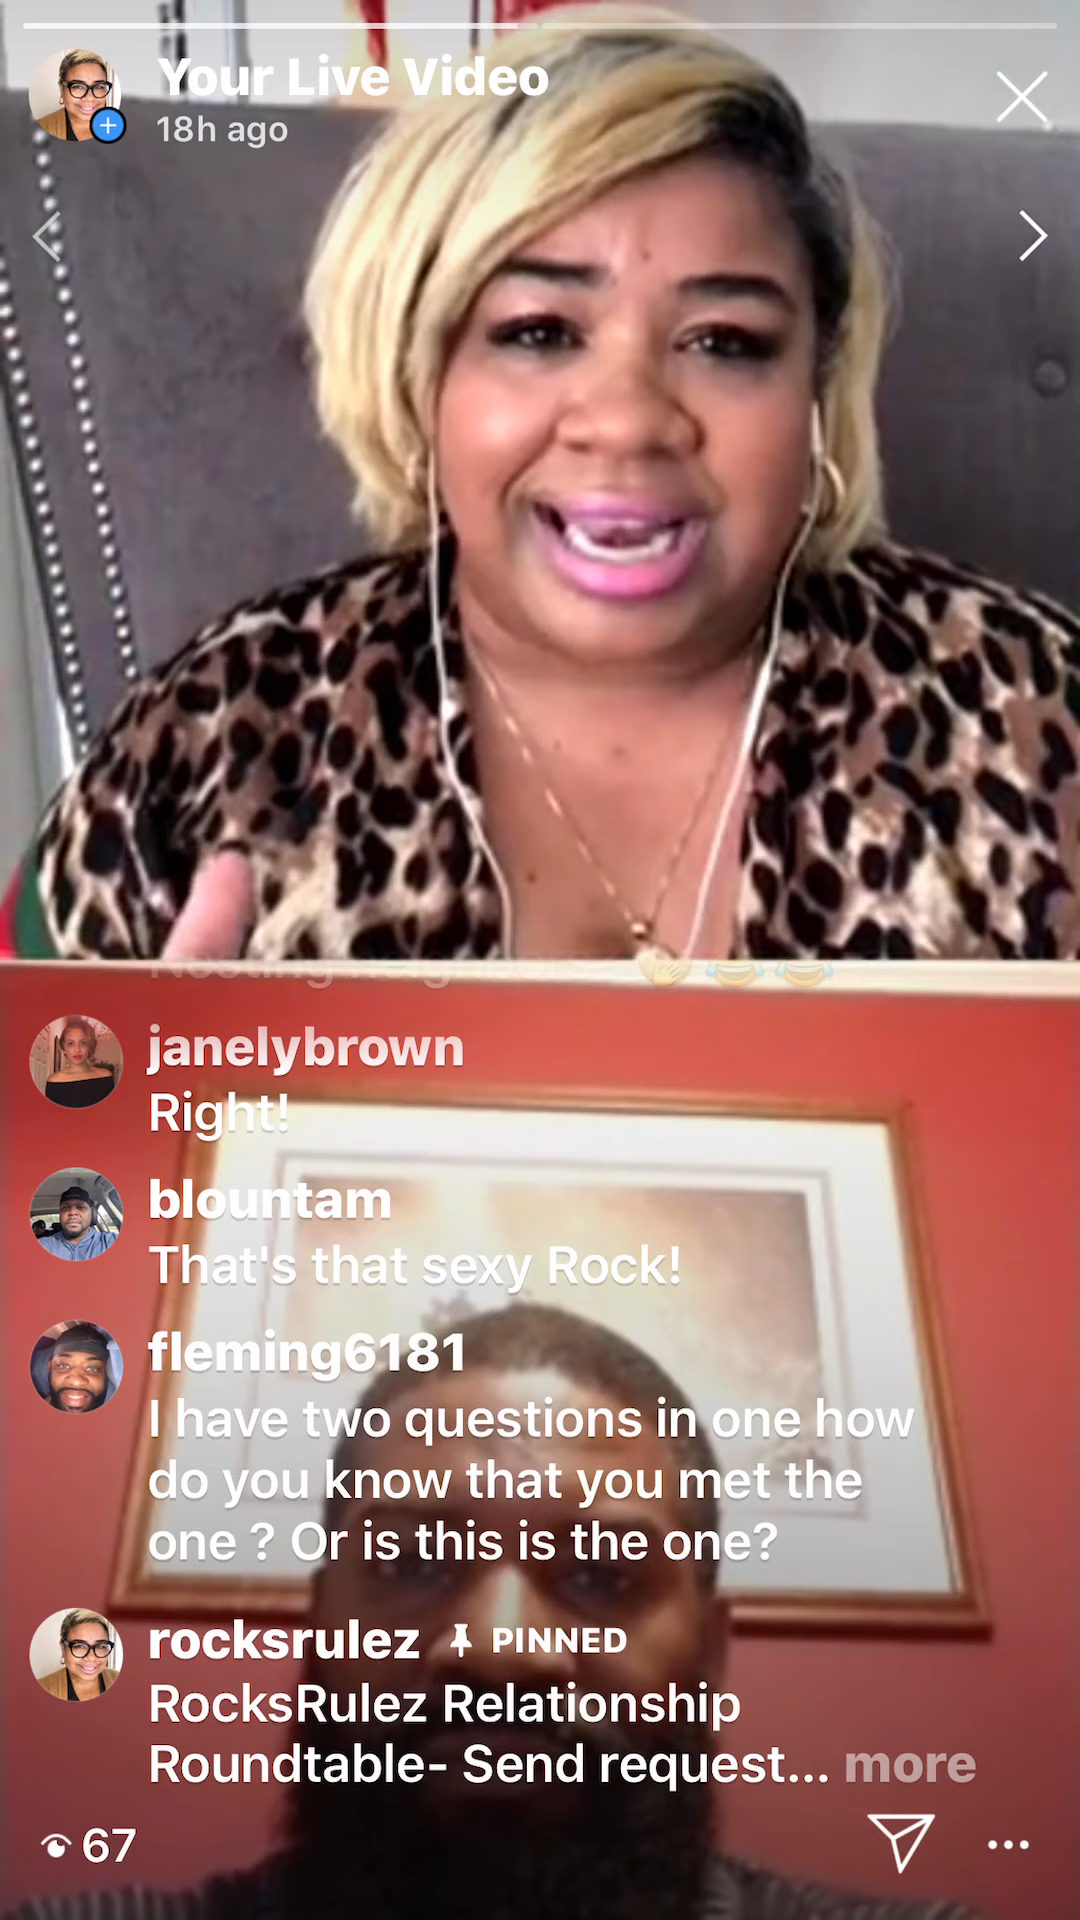 Your Live Video
18h ago
janelybrown
Right!
blountam
That's that sexy Rock!
fleming6181
I have two questions in one how
do you know that you met the
one ? Or is this is the one?
rocksrulez PINNED
RocksRulez Relationship
Roundtable- Send request... more
67